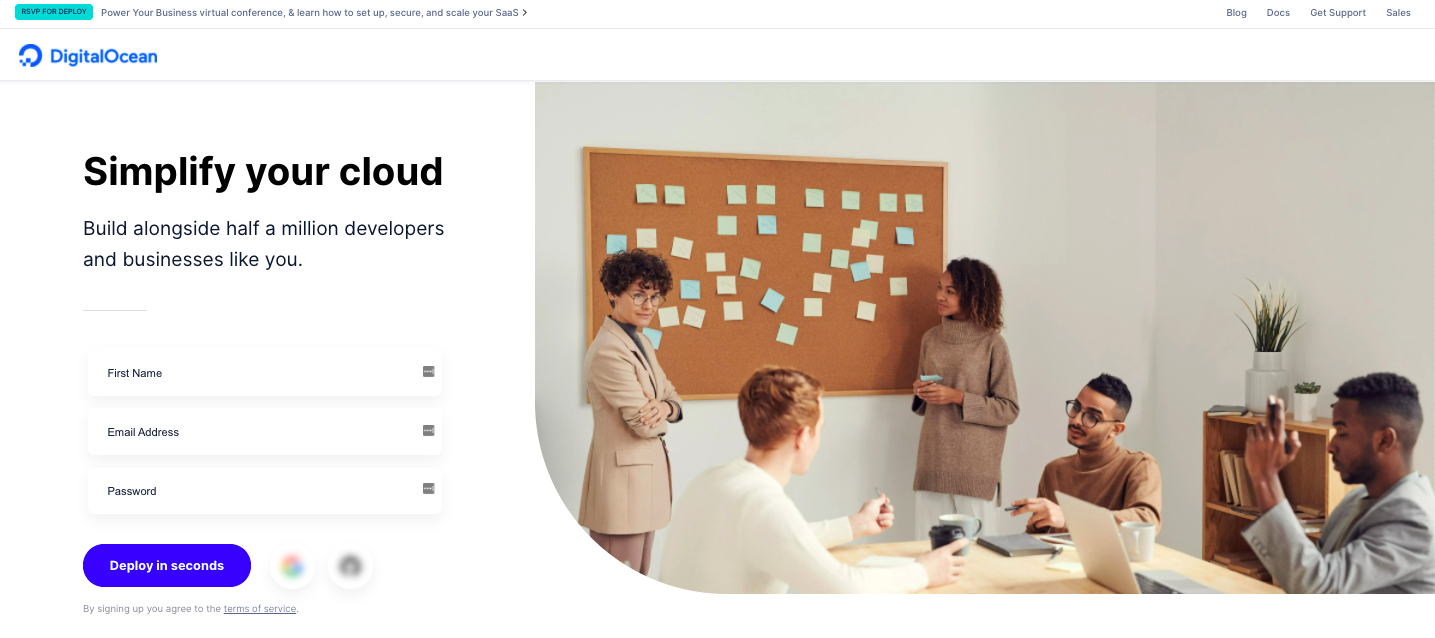 RSVP FOR DEPLOY Power Your Business virtual conference, & learn how to set up, secure, and scale your SaaS Blog Docs Get Support Sales
DigitalOcean
Simplify your cloud
Build alongside half a million developers
and businesses like you.
First Name
Email Address
Password
Deploy in seconds
By signing up you agree to the terms of service.